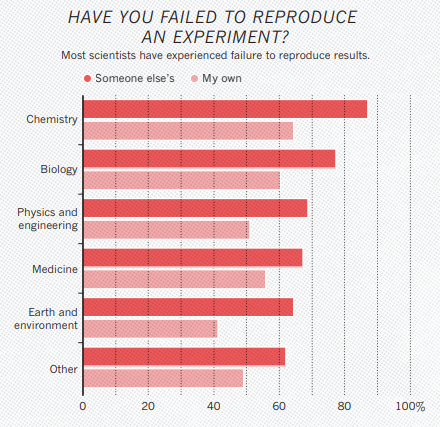 HAVE YOU FAILED TO REPRODUCE
AN EXPERIMENT?
Most scientists have experienced failure to reproduce results.
Someone else's My own
Chemistry
Biology
Physics and
engineering
Medicine
Earth and
environment
Other
0 20 40 60 80 100%